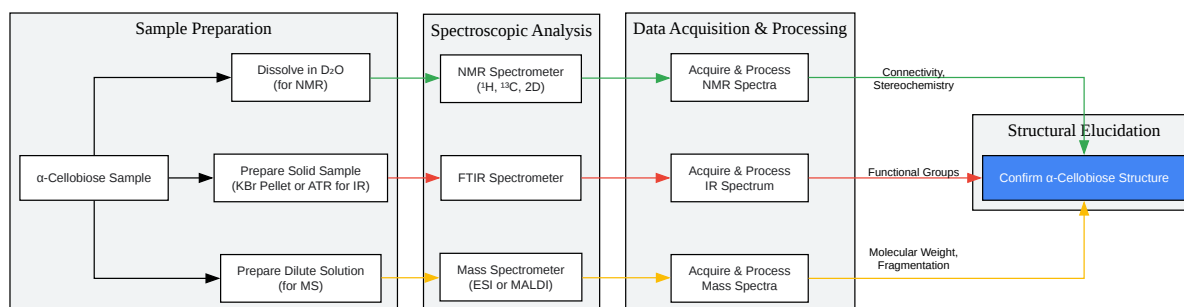 Sample Preparation
Spectroscopic Analysis
Data Acquisition & Processing
Structural Elucidation
Dissolve in D₂O
(for NMR)
NMR Spectrometer
(¹H, ¹³C, 2D)
Acquire & Process
NMR Spectra
Connectivity,
Stereochemistry
α-Cellobiose Sample
Prepare Solid Sample
(KBr Pellet or ATR for IR)
FTIR Spectrometer
Acquire & Process
IR Spectrum
Functional Groups
Confirm α-Cellobiose Structure
Prepare Dilute Solution
(for MS)
Mass Spectrometer
(ESI or MALDI)
Acquire & Process
Mass Spectra
Molecular Weight,
Fragmentation